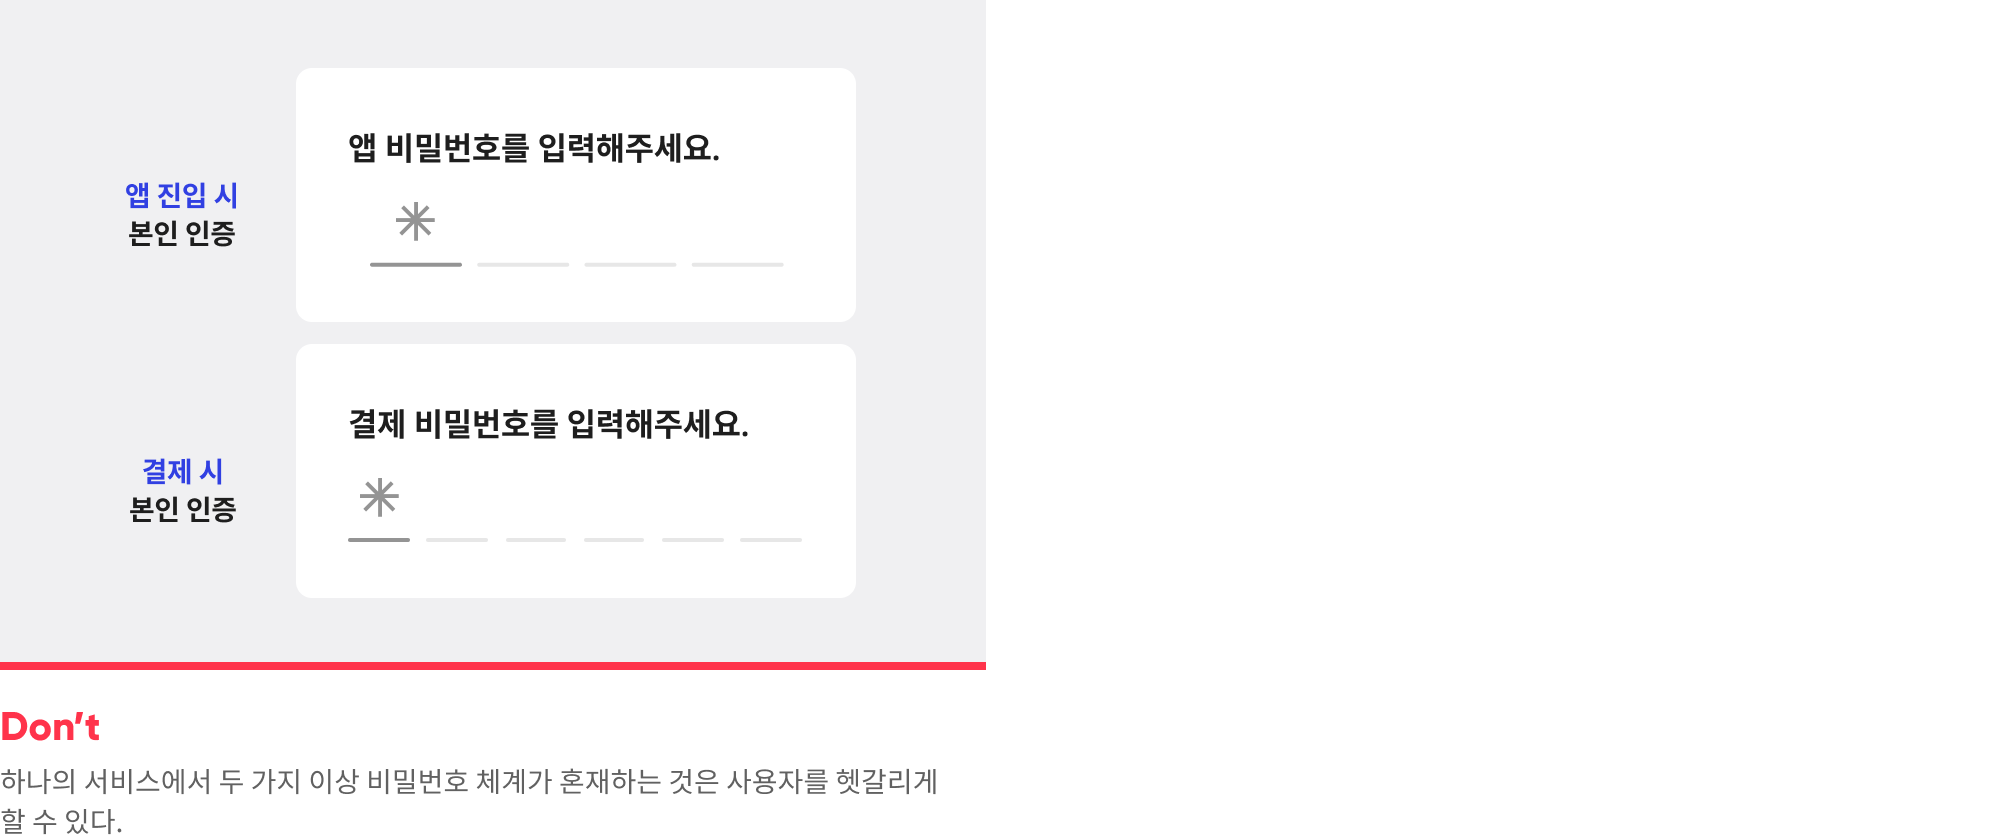 앱 진입 시
본인 인증
앱 비밀번호를 입력해주세요.
결제 시
본인 인증
결제 비밀번호를 입력해주세요.
Don't
하나의 서비스에서 두 가지 이상 비밀번호 체계가 혼재하는 것은 사용자를 헷갈리게
할 수 있다.